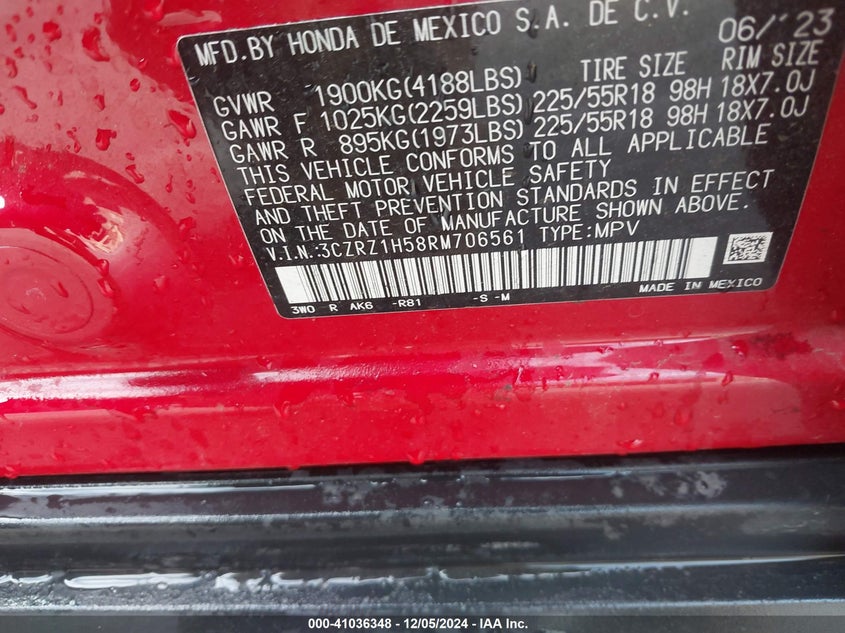 MFD.BY HONDA DE MEXICO S.A. DE C.V. 06/'23
TIRE SIZE RIM SIZE
GVWR 1900KG(4188LBS)
GAWR F 1025KG(2259LBS) 225/55R18 98H 18X7.0J
GAWR R 895KG(1973LBS) 225/55R18 98H 18X7.0J
THIS VEHICLE CONFORMS TO ALL APPLICABLE
FEDERAL MOTOR VEHICLE SAFETY
AND THEFT PREVENTION STANDARDS IN EFFECT
ON THE DATE OF MANUFACTURE SHOWN ABOVE.
V.I.N.:3CZRZ1H58RM706561 TYPE:MPV
MADE IN MEXICO
3WO R AK6 -R81 -S -M
000-41036348 - 12/05/2024 - IAA Inc.